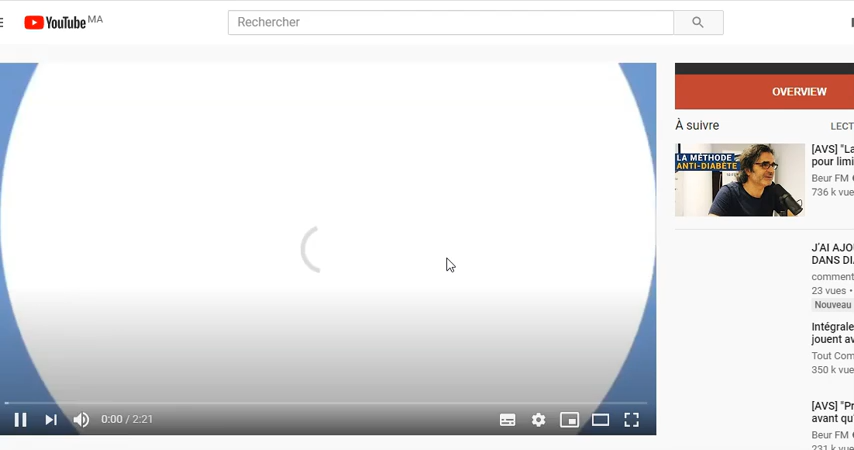 YouTube MA
Rechercher
OVERVIEW
À suivre
LECT
LA MÉTHODE
ANTI-DIABÈTE
[AVS] "La
pour limi
Beur FM
736 k vue
J'AI AJO
DANS DI
comment
23 vues •
Nouveau
Intégrale
jouent av
Tout Com
350 k vue
[AVS] "Pr
avant qu'
Beur FM
231 k vue
0:00 / 2:21